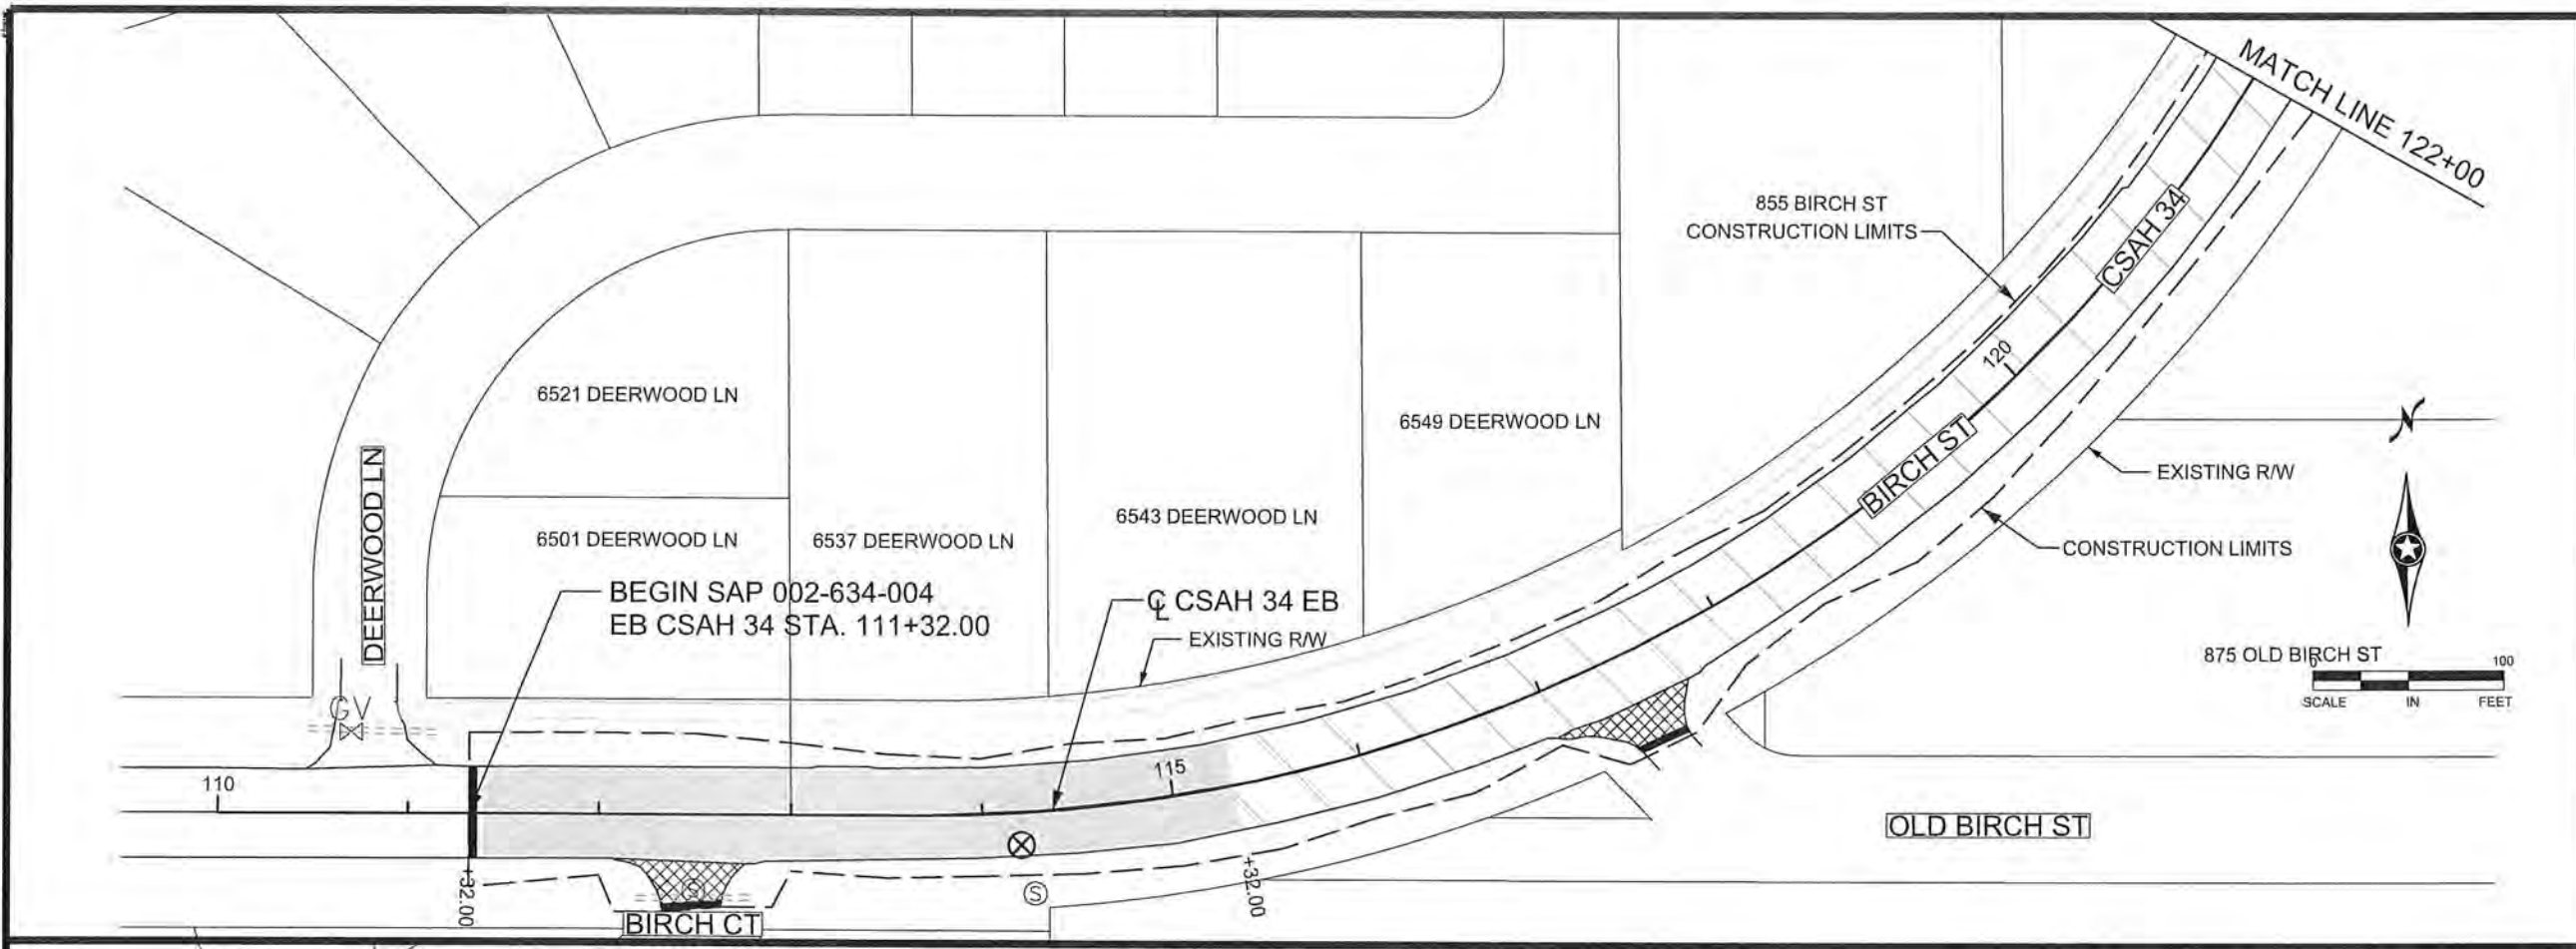 MATCH LINE 122+00
855 BIRCH ST
CONSTRUCTION LIMITS
CSAH 34
120
6521 DEERWOOD LN
6549 DEERWOOD LN
BIRCH ST
N
EXISTING R/W
DEERWOOD LN
6501 DEERWOOD LN
6537 DEERWOOD LN
6543 DEERWOOD LN
CONSTRUCTION LIMITS
BEGIN SAP 002-634-004
EB CSAH 34 STA. 111+32.00
℄ CSAH 34 EB
EXISTING R/W
875 OLD BIRCH ST
0 100
SCALE IN FEET
GV
110
115
OLD BIRCH ST
+32.00
S
S
+32.00
BIRCH CT